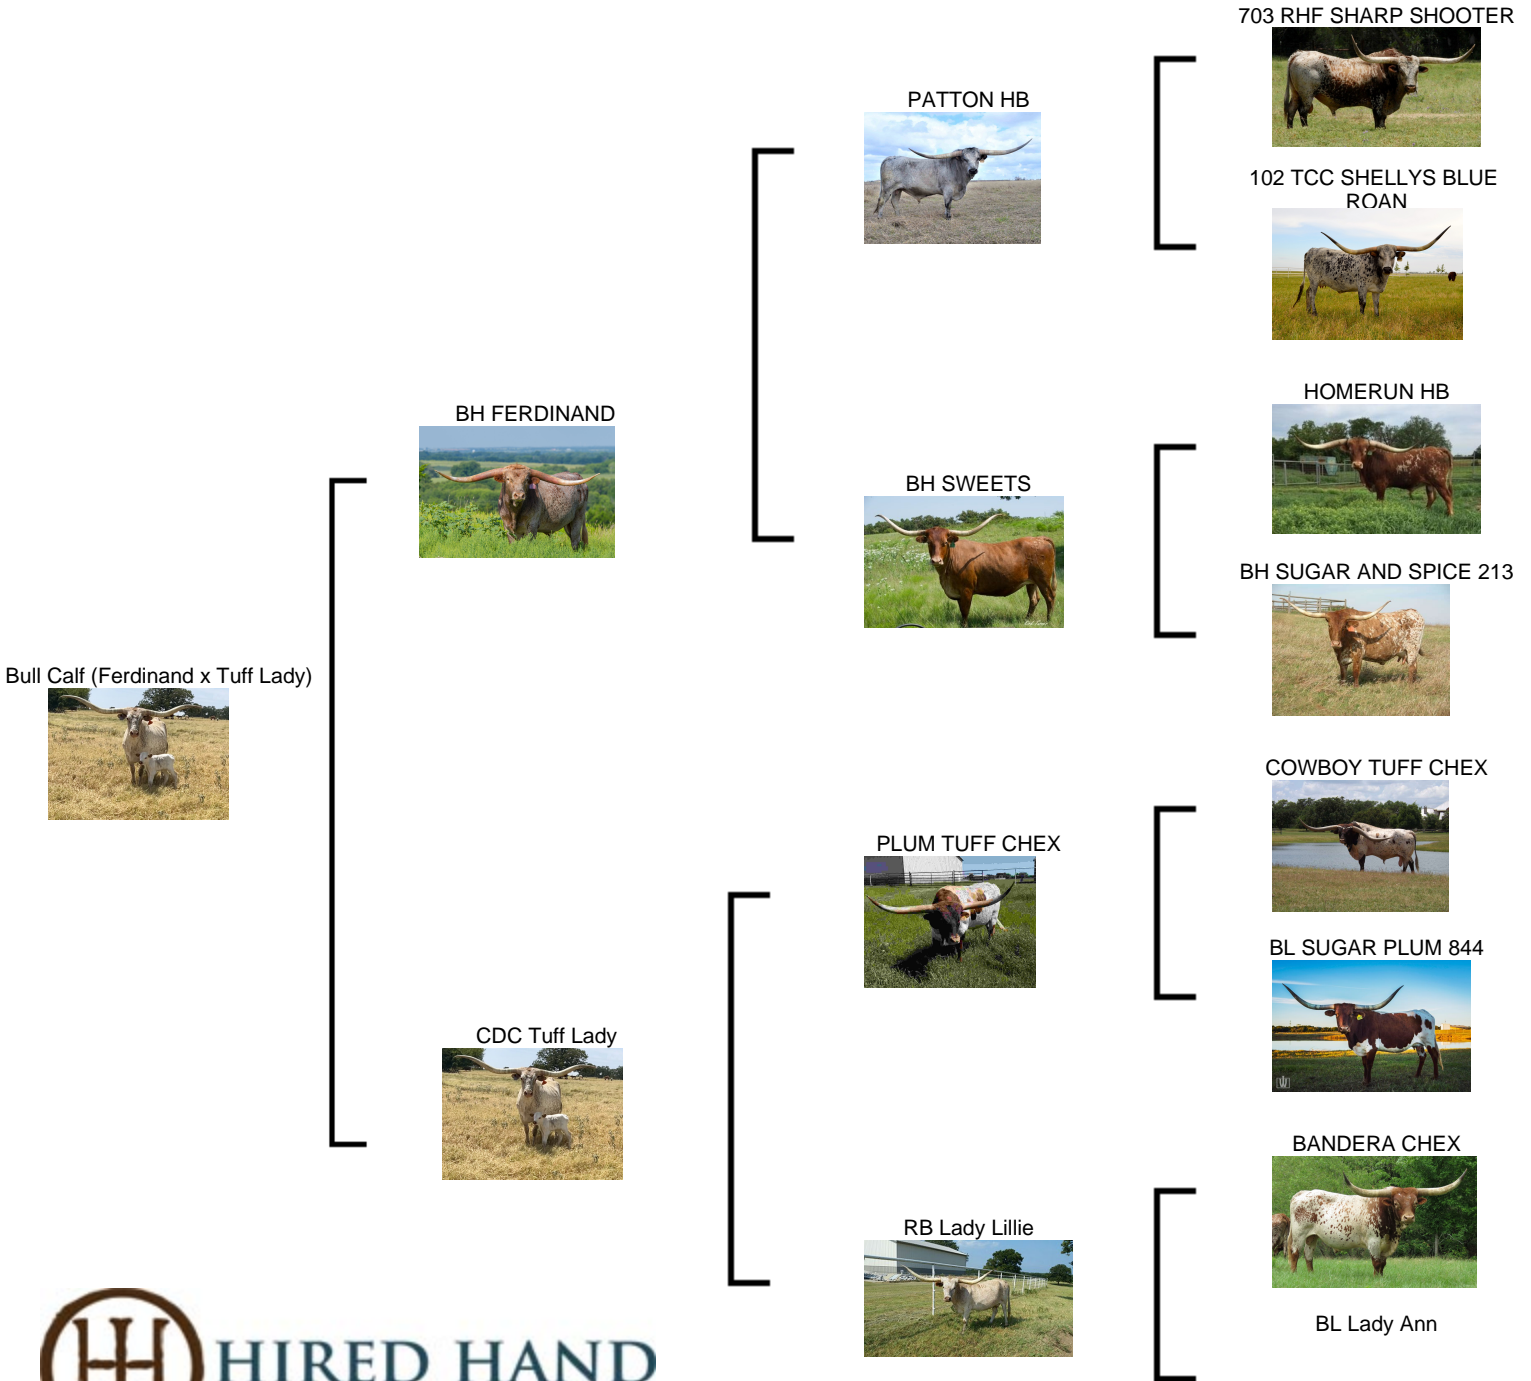 703 RHF SHARP SHOOTER
PATTON HB
102 TCC SHELLYS BLUE
ROAN
HOMERUN HB
BH FERDINAND
BH SWEETS
BH SUGAR AND SPICE 213
Bull Calf (Ferdinand x Tuff Lady)
COWBOY TUFF CHEX
PLUM TUFF CHEX
BL SUGAR PLUM 844
CDC Tuff Lady
BANDERA CHEX
RB Lady Lillie
BL Lady Ann
HIRED HAND